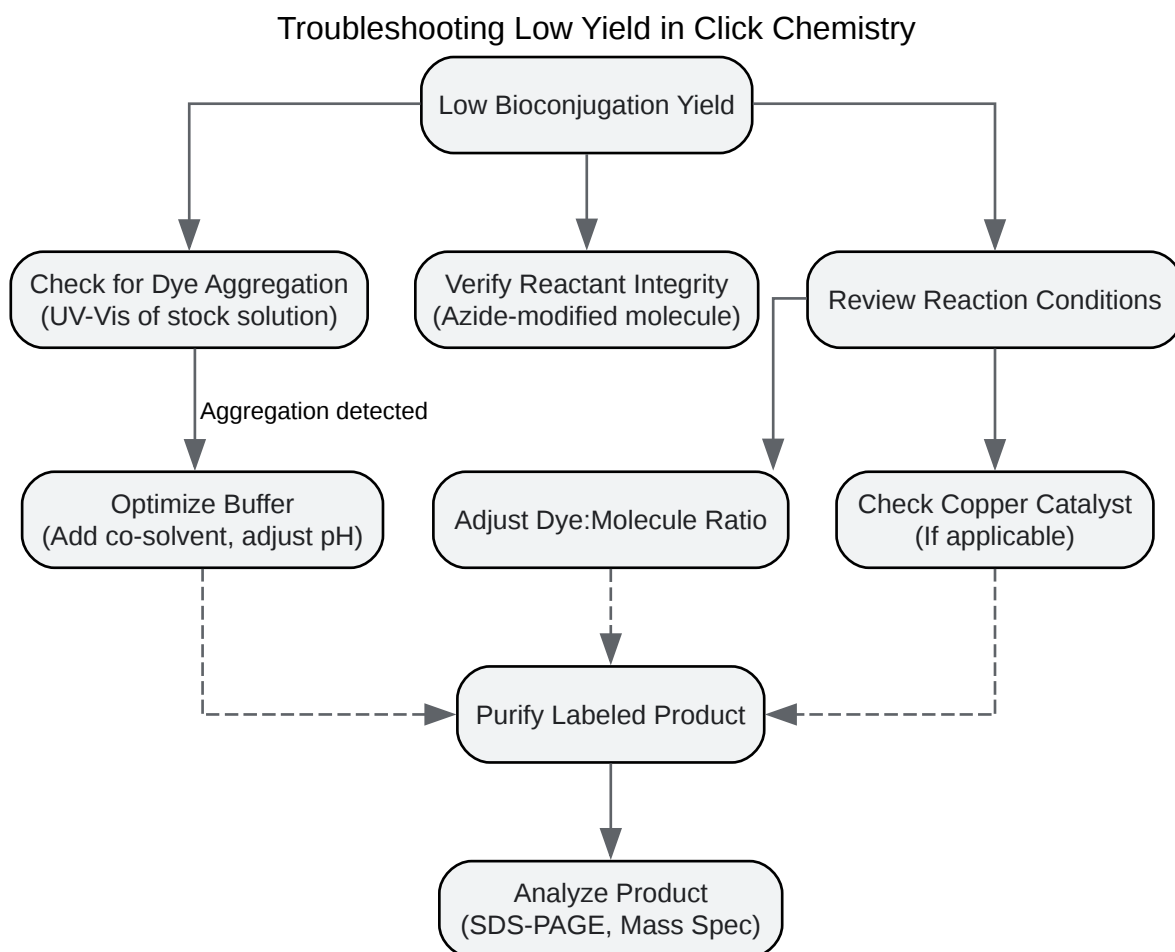 Troubleshooting Low Yield in Click Chemistry
Low Bioconjugation Yield
Check for Dye Aggregation
(UV-Vis of stock solution)
Verify Reactant Integrity
(Azide-modified molecule)
Review Reaction Conditions
Aggregation detected
Optimize Buffer
(Add co-solvent, adjust pH)
Adjust Dye:Molecule Ratio
Check Copper Catalyst
(If applicable)
Purify Labeled Product
Analyze Product
(SDS-PAGE, Mass Spec)